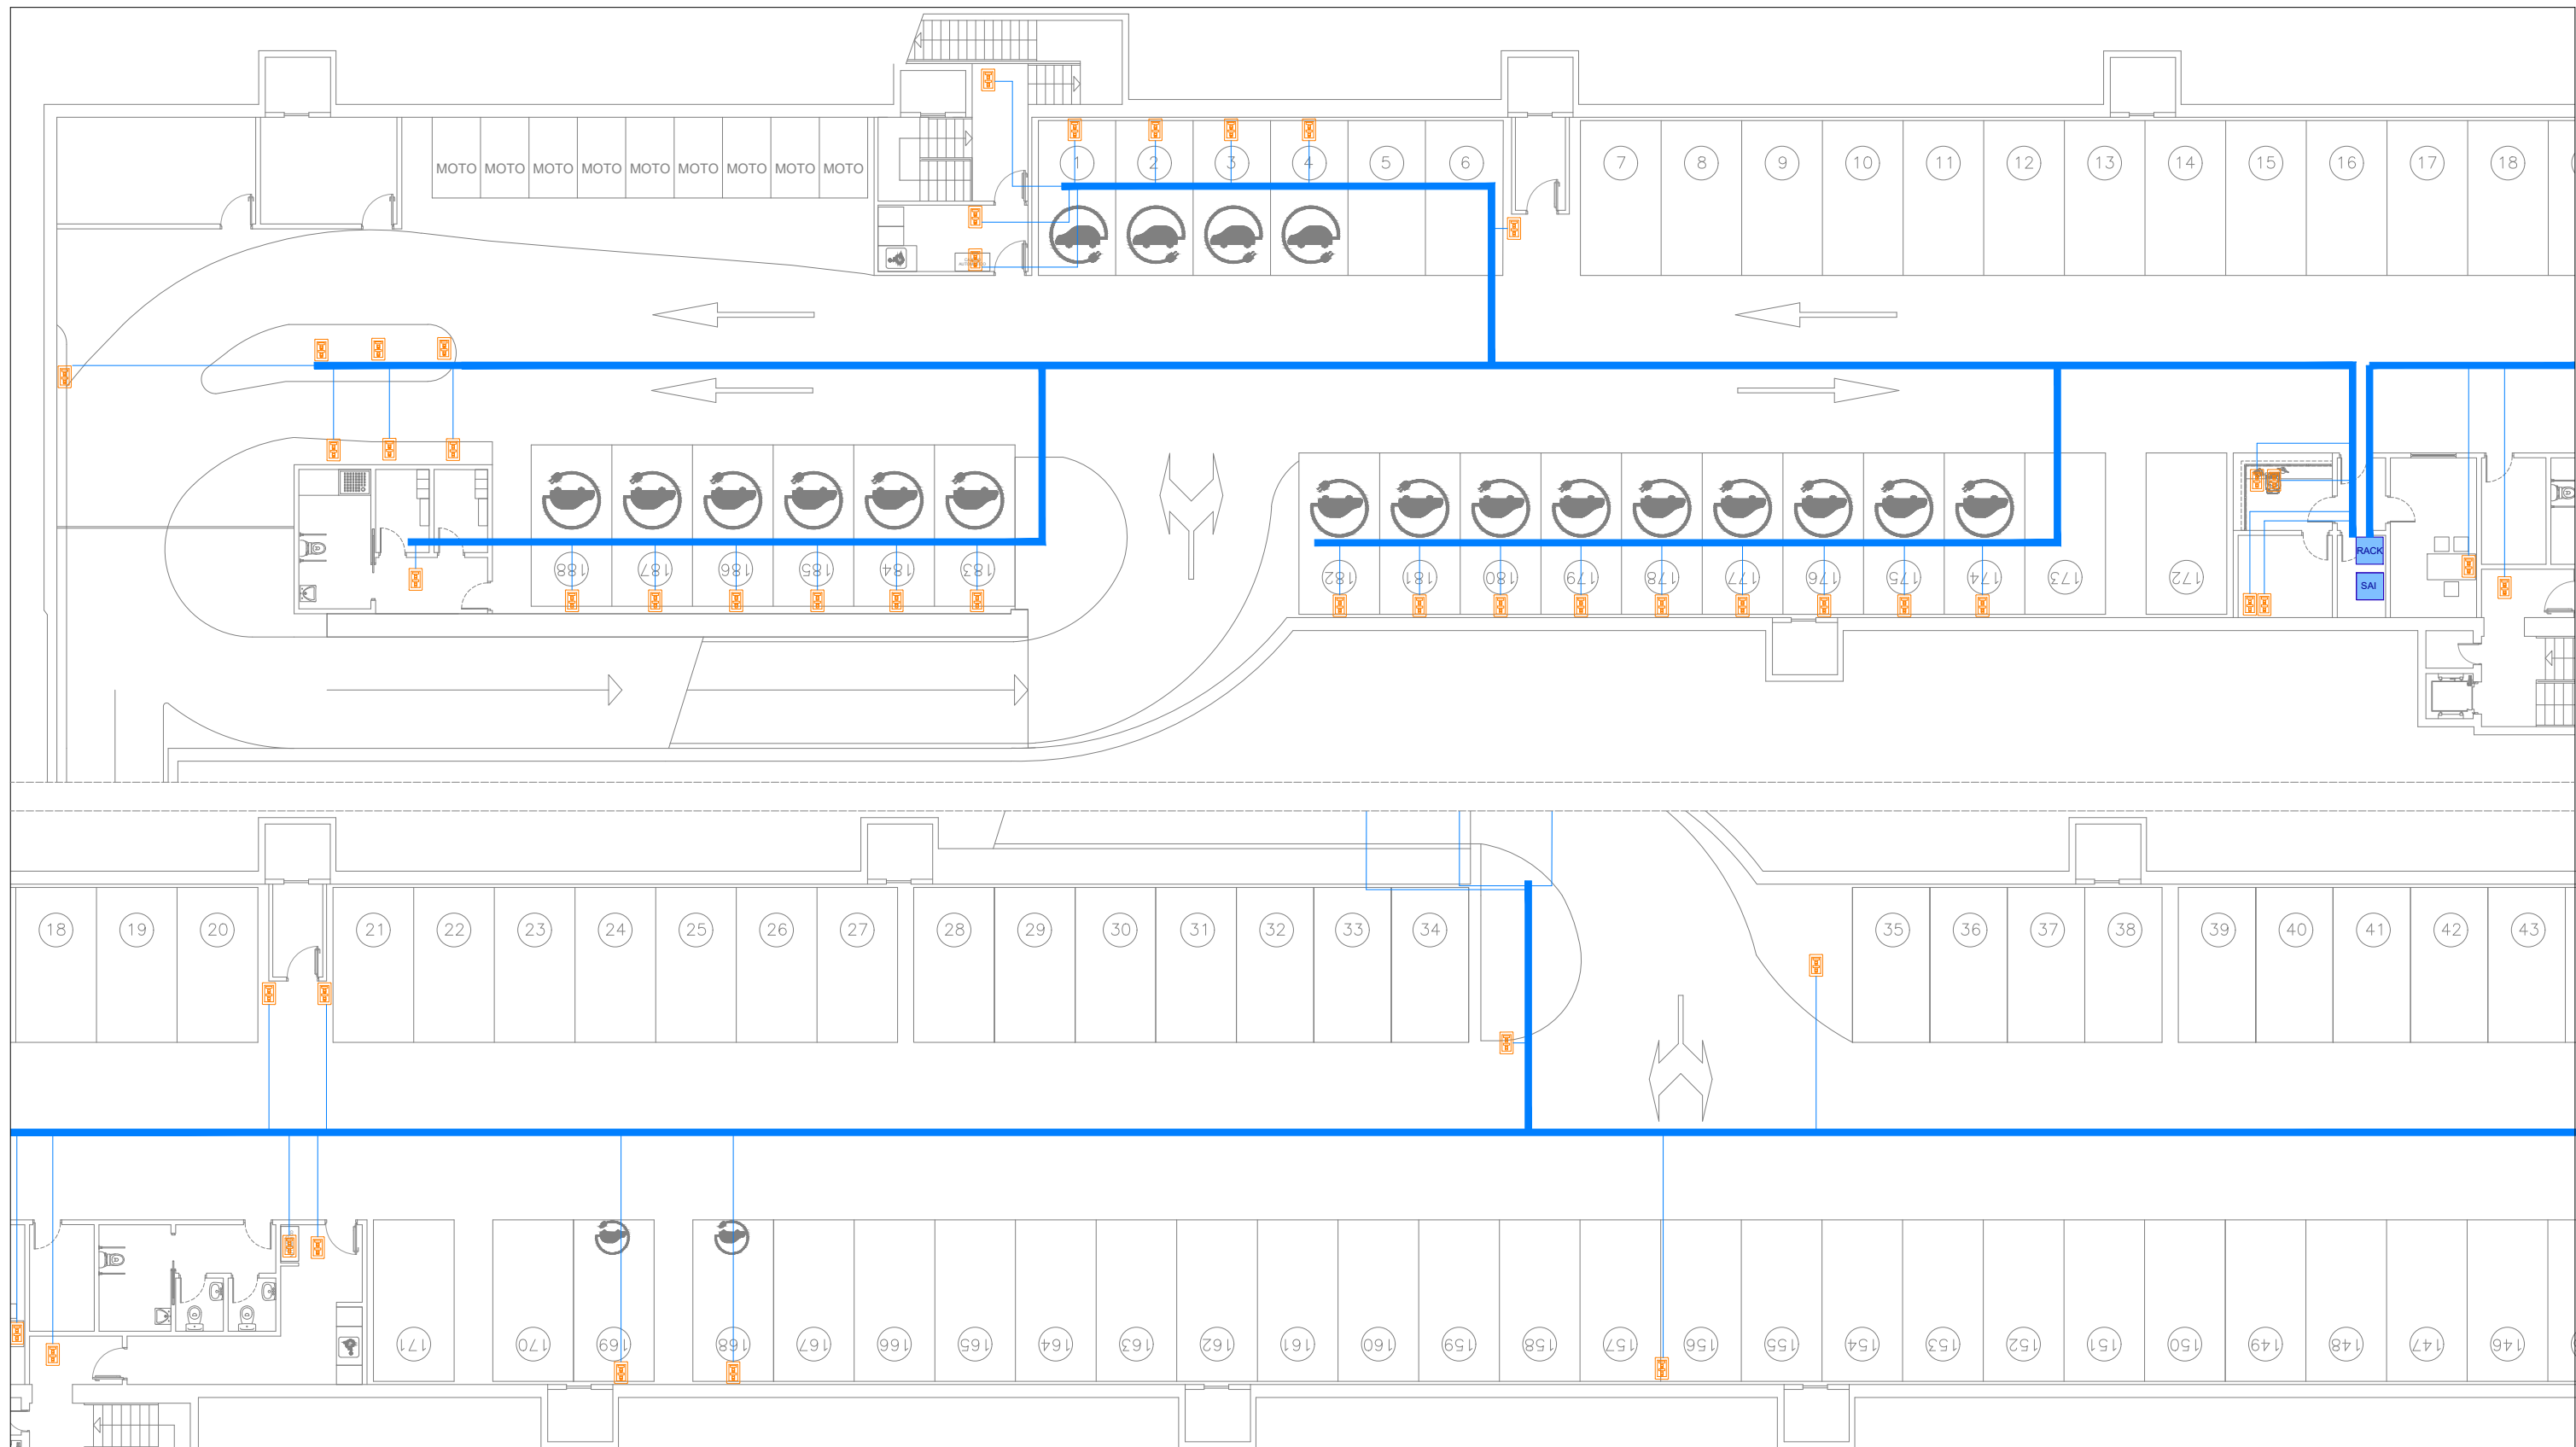 MOTO MOTO MOTO MOTO MOTO MOTO MOTO MOTO MOTO
1 2 3 4 5 6 7 8 9 10 11 12 13 14 15 16 17 18
188 187 186 185 184 183 182 181 180 179 178 177 176 175 174 173 172
RACK
SAI
18 19 20 21 22 23 24 25 26 27 28 29 30 31 32 33 34 35 36 37 38 39 40 41 42 43
171 170 169 168 167 166 165 164 163 162 161 160 159 158 157 156 155 154 153 152 151 150 149 148 147 146